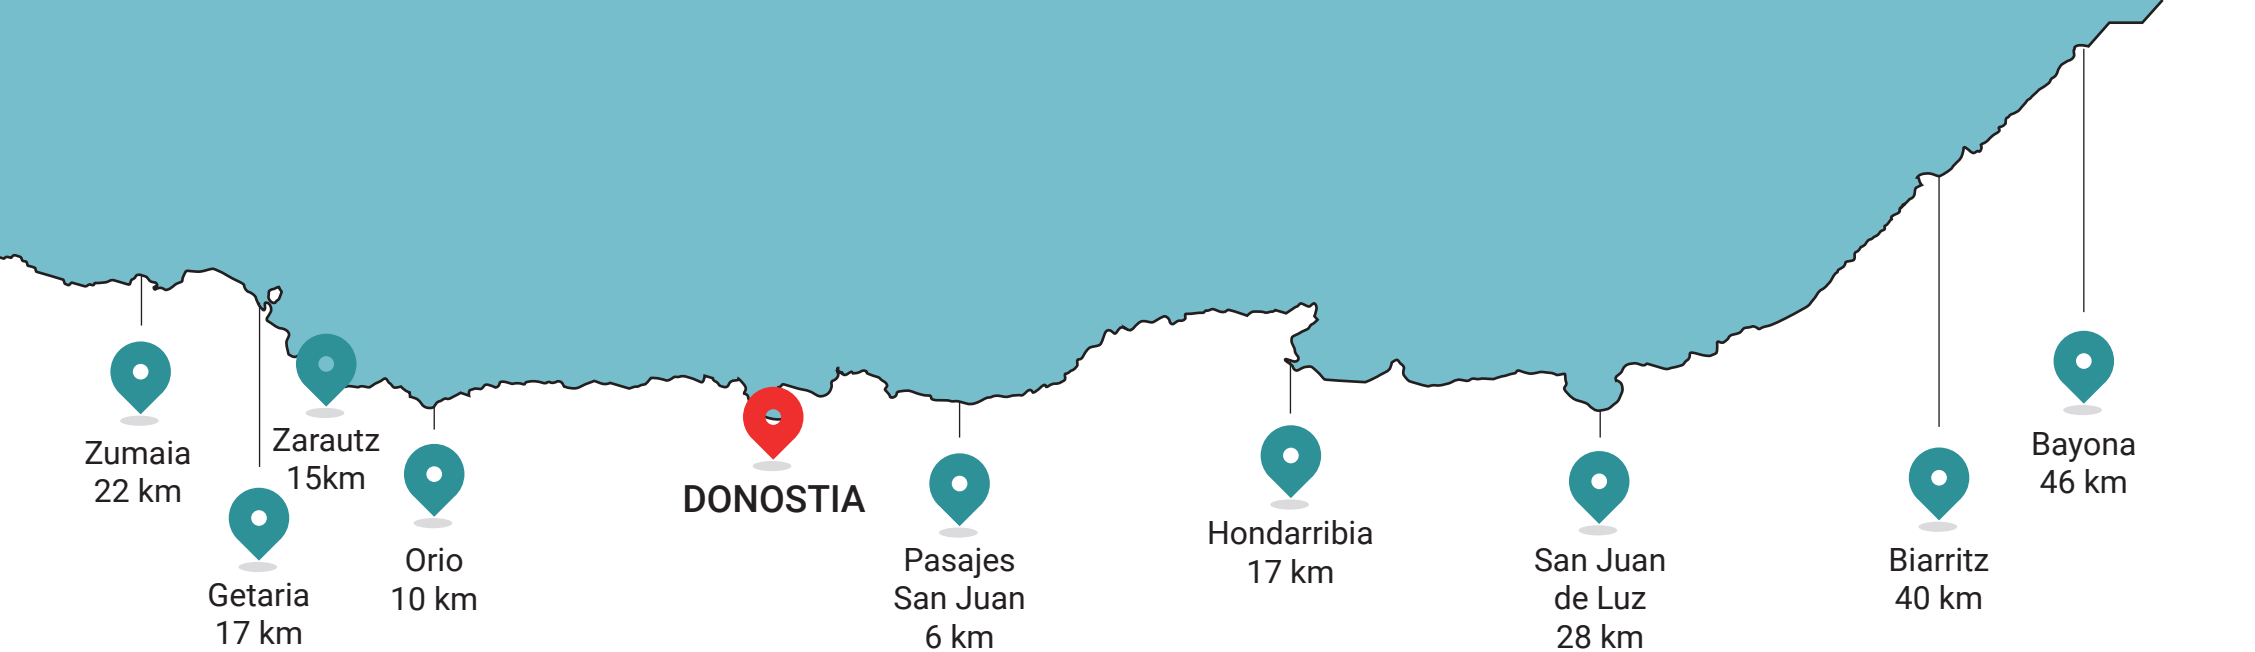 Zumaia
22 km
Getaria
17 km
Zarautz
15km
Orio
10 km
DONOSTIA
Pasajes
San Juan
6 km
Hondarribia
17 km
San Juan
de Luz
28 km
Biarritz
40 km
Bayona
46 km